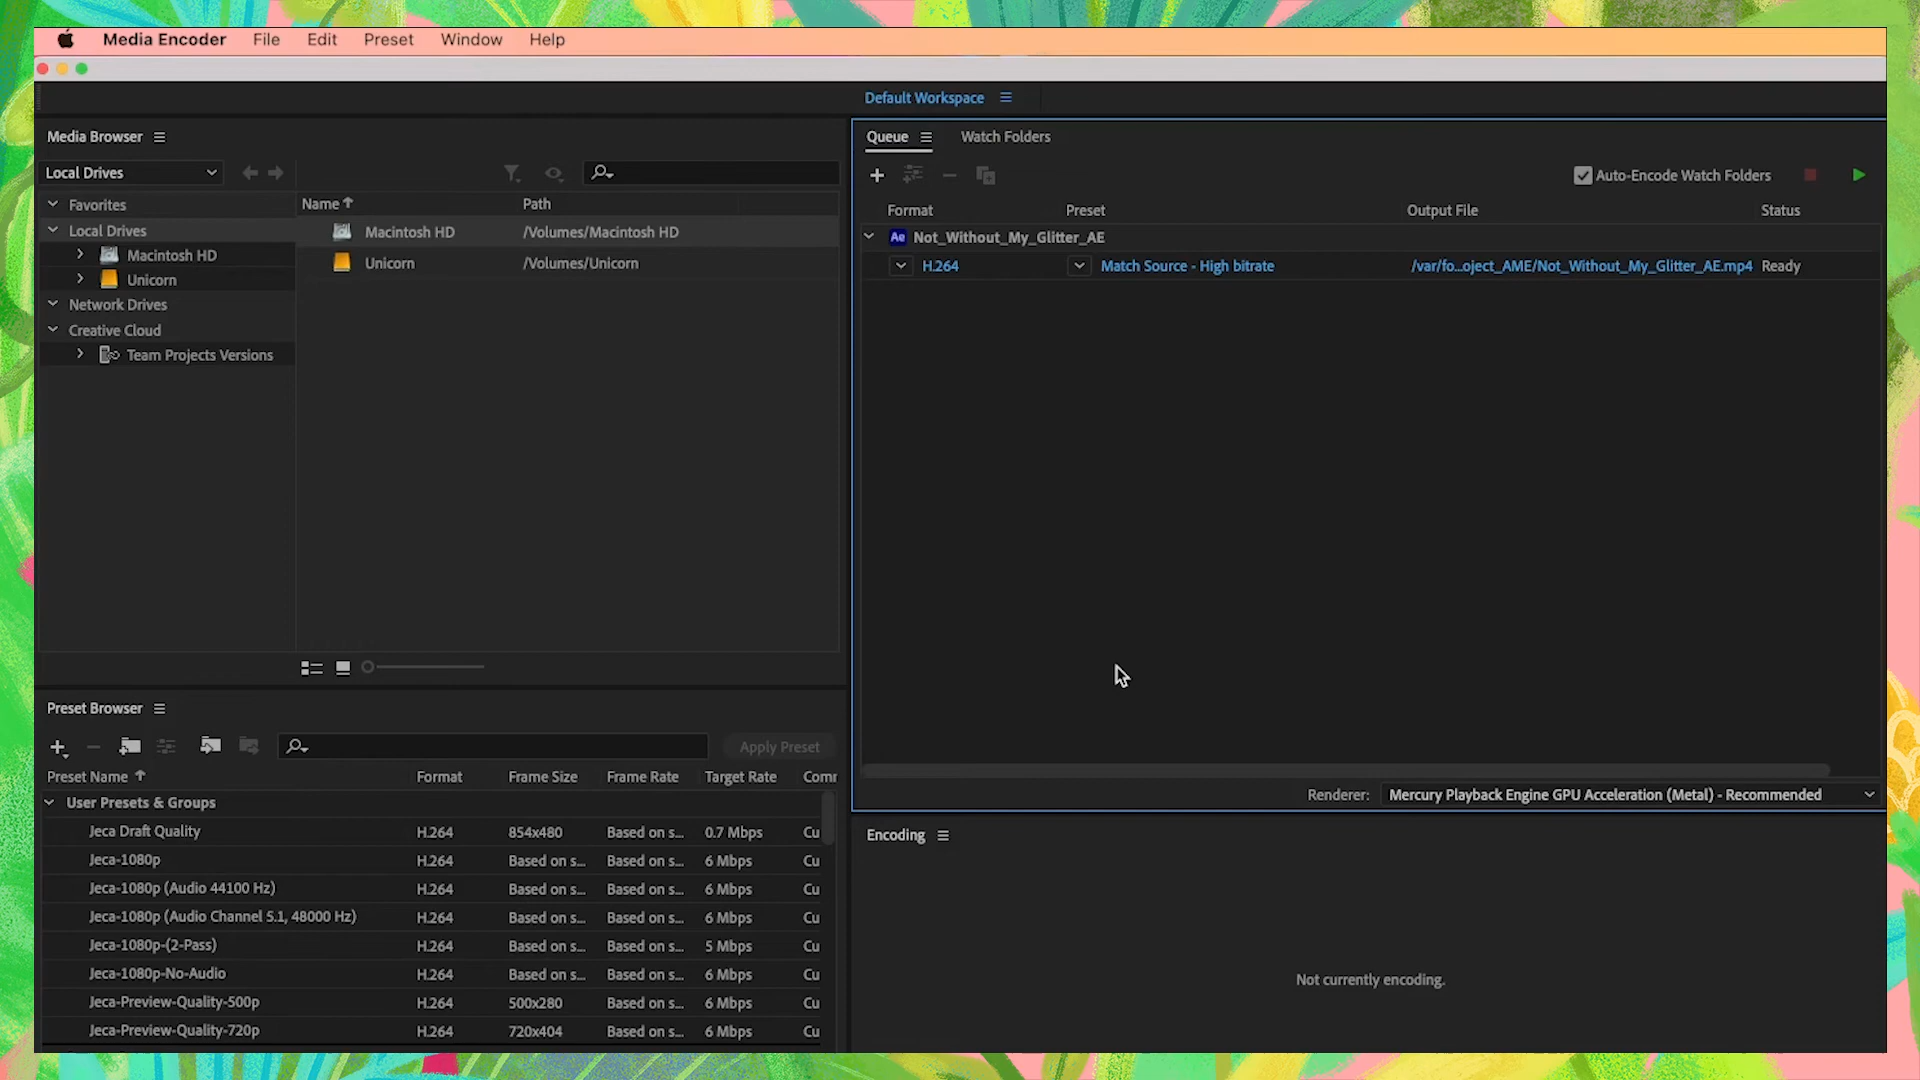 Media Encoder File Edit Preset Window Help
Default Workspace
Media Browser
Local Drives
Favorites
Local Drives
Macintosh HD
Unicorn
Network Drives
Creative Cloud
Team Projects Versions
Name Path
Macintosh HD /Volumes/Macintosh HD
Unicorn /Volumes/Unicorn
Queue Watch Folders
Auto-Encode Watch Folders
Format Preset Output File Status
Ae Not_Without_My_Glitter_AE
H.264 Match Source - High bitrate /var/fo...oject_AME/Not_Without_My_Glitter_AE.mp4 Ready
Renderer: Mercury Playback Engine GPU Acceleration (Metal) - Recommended
Preset Browser
Apply Preset
Preset Name Format Frame Size Frame Rate Target Rate Comr
User Presets & Groups
Jeca Draft Quality H.264 854x480 Based on s... 0.7 Mbps Cu
Jeca-1080p H.264 Based on s... Based on s... 6 Mbps Cu
Jeca-1080p (Audio 44100 Hz) H.264 Based on s... Based on s... 6 Mbps Cu
Jeca-1080p (Audio Channel 5.1, 48000 Hz) H.264 Based on s... Based on s... 6 Mbps Cu
Jeca-1080p-(2-Pass) H.264 Based on s... Based on s... 5 Mbps Cu
Jeca-1080p-No-Audio H.264 Based on s... Based on s... 6 Mbps Cu
Jeca-Preview-Quality-500p H.264 500x280 Based on s... 6 Mbps Cu
Jeca-Preview-Quality-720p H.264 720x404 Based on s... 6 Mbps Cu
Encoding
Not currently encoding.